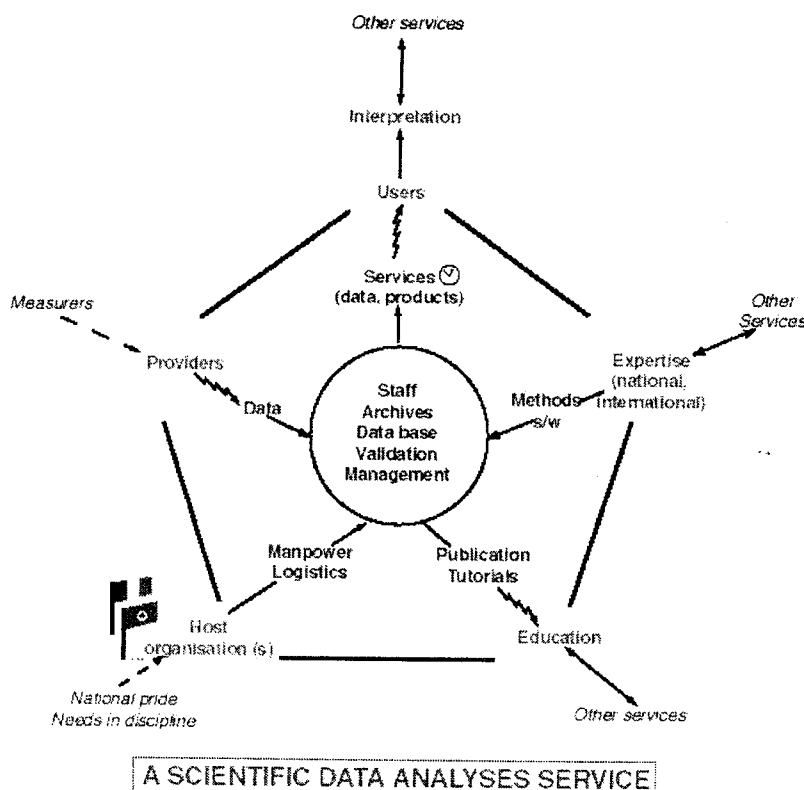 Other services
Interpretation
Users
Services
(data, products)
Measurers
Providers
Data
Other
Services
Expertise
(national,
international)
Methods
s/w
Staff
Archives
Data base
Validation
Management
Manpower
Logistics
Publication
Tutorials
Host
organisation (s)
Education
National pride
Needs in discipline
Other services
A SCIENTIFIC DATA ANALYSES SERVICE